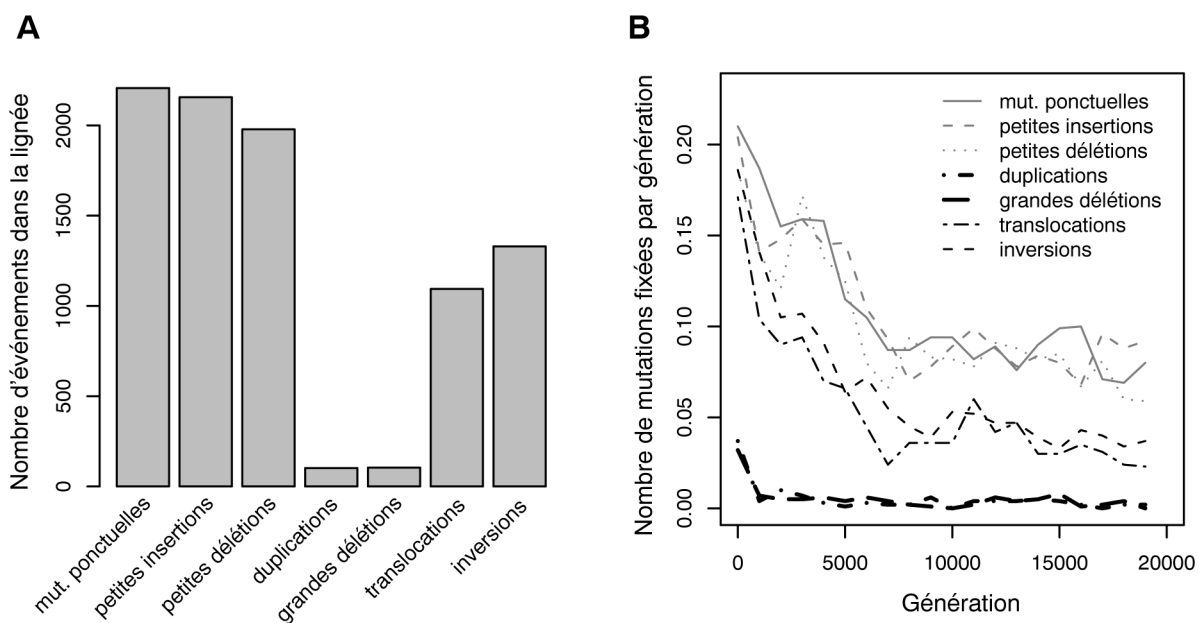 A
Nombre d'événements dans la lignée
0
500
1000
1500
2000
mut. ponctuelles
petites insertions
petites délétions
duplications
grandes délétions
translocations
inversions
B
Nombre de mutations fixées par génération
0.00
0.05
0.10
0.15
0.20
mut. ponctuelles
petites insertions
petites délétions
duplications
grandes délétions
translocations
inversions
0
5000
10000
15000
20000
Génération